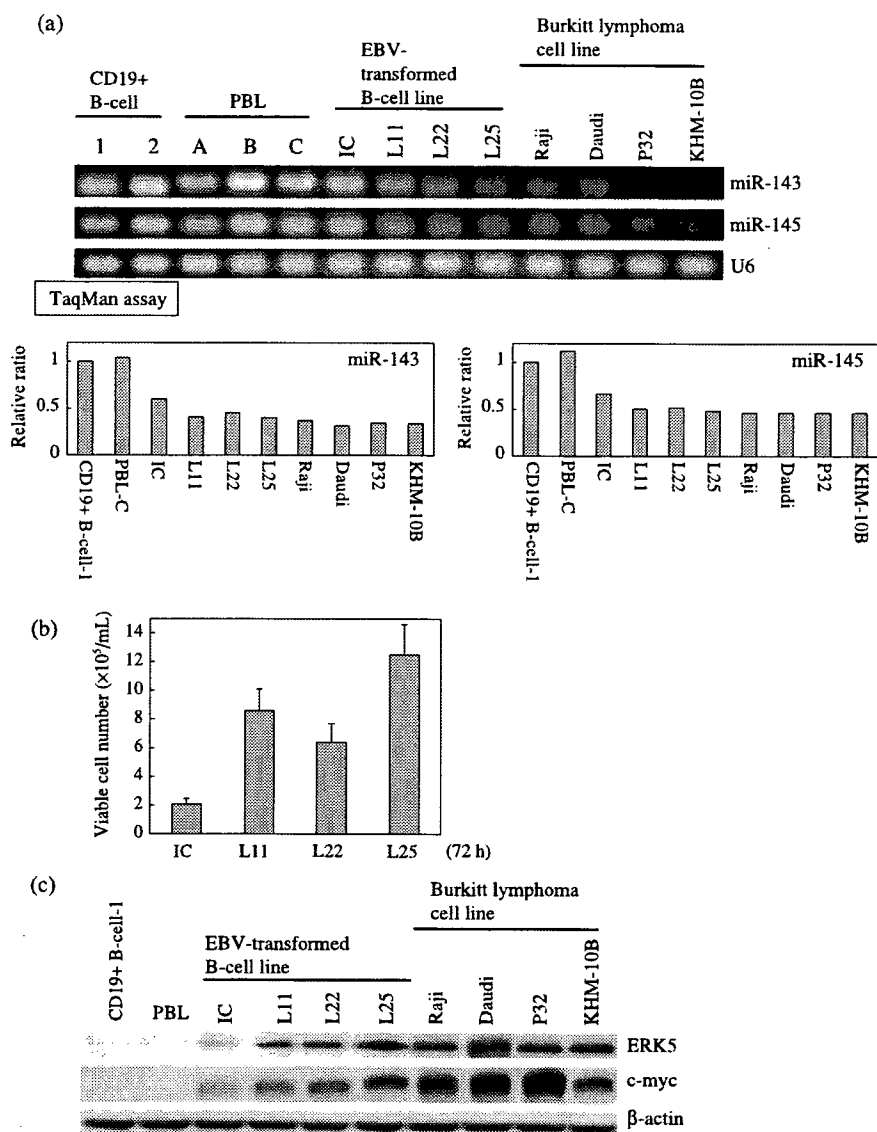 (a)
CD19+
B-cell
PBL
EBV-
transformed
B-cell line
Burkitt lymphoma
cell line
1 2 A B C IC L11 L22 L25 Raji Daudi P32 KHM-10B
miR-143
miR-145
U6
TaqMan assay
miR-143
Relative ratio
1
0.5
0
CD19+ B-cell-1 PBL-C IC L11 L22 L25 Raji Daudi P32 KHM-10B
miR-145
Relative ratio
1
0.5
0
CD19+ B-cell-1 PBL-C IC L11 L22 L25 Raji Daudi P32 KHM-10B
(b)
Viable cell number (×10⁵/mL)
14
12
10
8
6
4
2
0
IC L11 L22 L25 (72 h)
(c)
Burkitt lymphoma
cell line
EBV-transformed
B-cell line
CD19+ B-cell-1 PBL IC L11 L22 L25 Raji Daudi P32 KHM-10B
ERK5
c-myc
β-actin